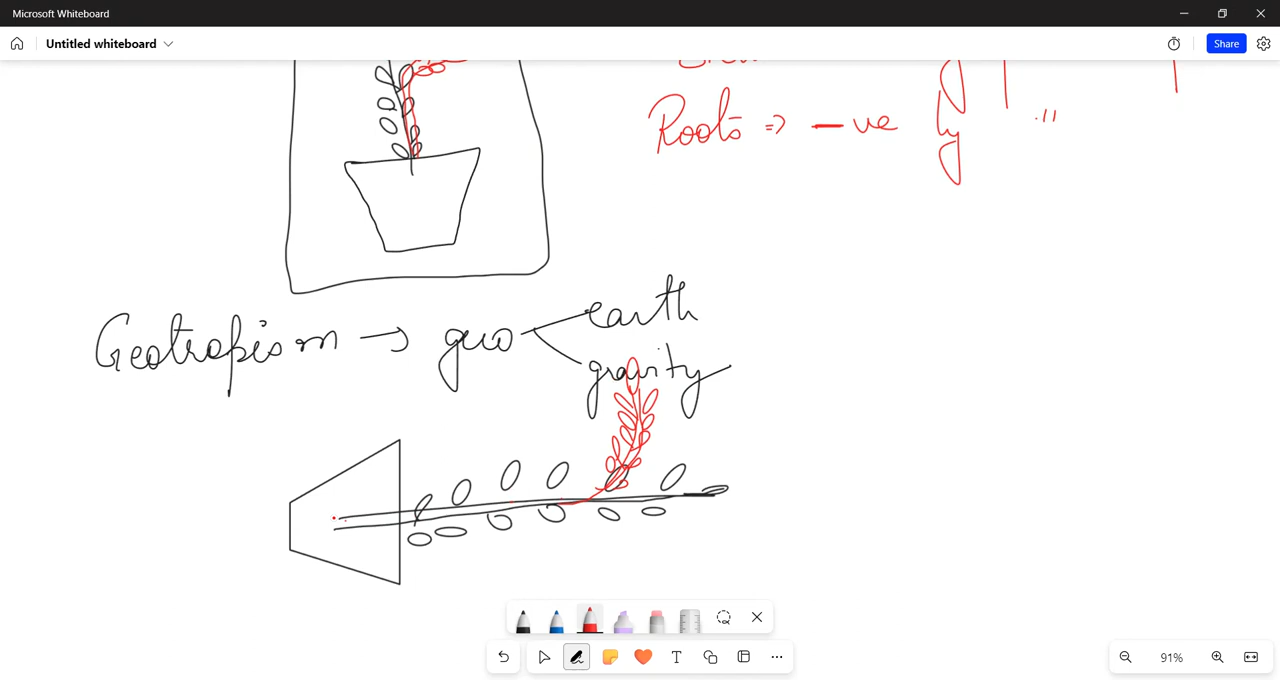 Microsoft Whiteboard
Untitled whiteboard
Share
Roots => -ve "
Geotropism → geo
earth
gravity
91%